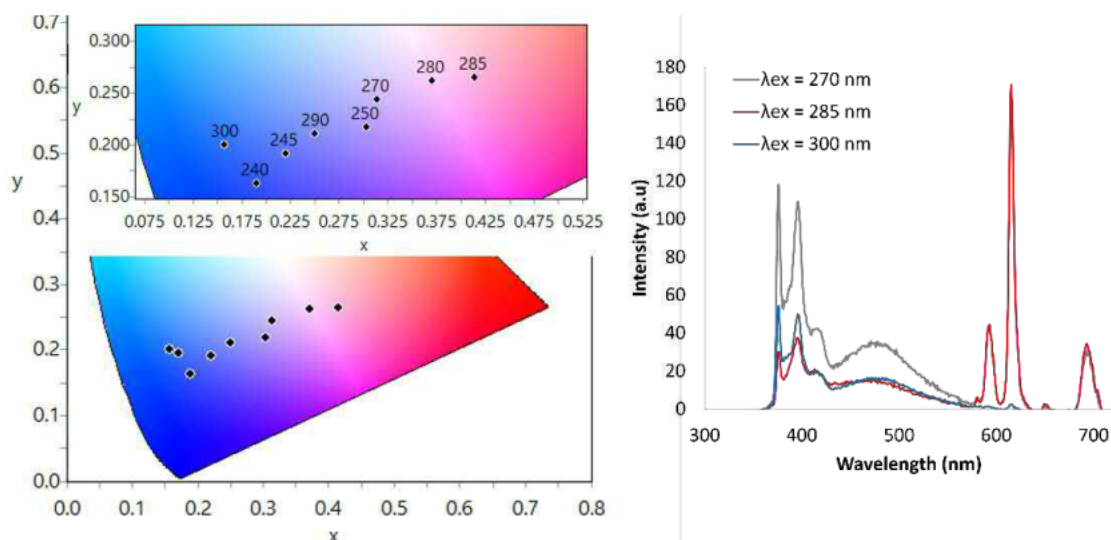 0.7
0.6
0.5
y
0.4
0.3
0.2
0.1
0.0
0.300
0.250
y
0.200
0.150
300
240
245
290
250
270
280
285
0.075 0.125 0.175 0.225 0.275 0.325 0.375 0.425 0.475 0.525
x
0.0 0.1 0.2 0.3 0.4 0.5 0.6 0.7 0.8
x
180
160
140
120
100
80
60
40
20
0
Intensity (a.u)
λex = 270 nm
λex = 285 nm
λex = 300 nm
300 400 500 600 700
Wavelength (nm)